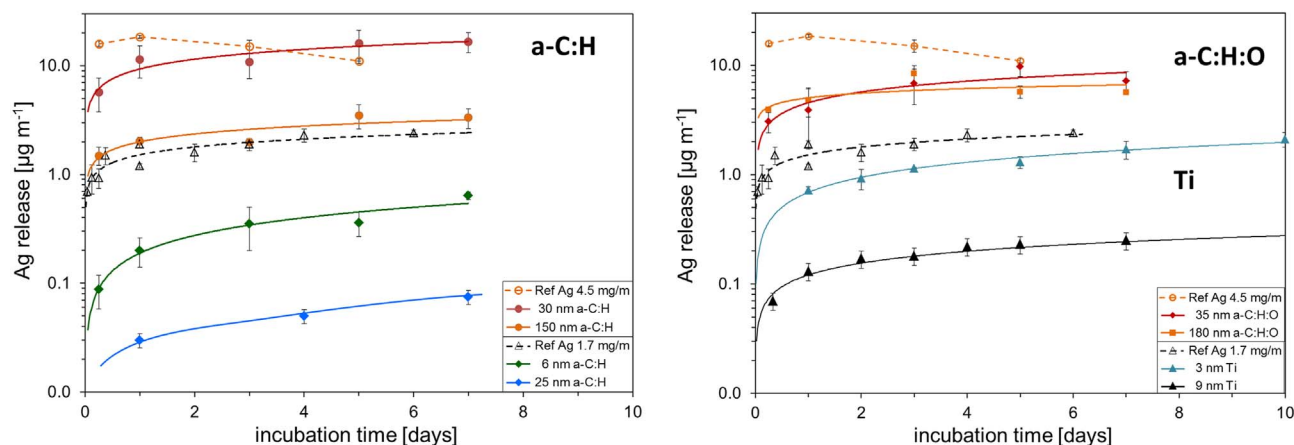 a-C:H
Ag release [µg m⁻¹]
10.0
1.0
0.1
0.0
Ref Ag 4.5 mg/m
30 nm a-C:H
150 nm a-C:H
Ref Ag 1.7 mg/m
6 nm a-C:H
25 nm a-C:H
0 2 4 6 8 10
incubation time [days]
a-C:H:O
Ti
Ag release [µg m⁻¹]
10.0
1.0
0.1
0.0
Ref Ag 4.5 mg/m
35 nm a-C:H:O
180 nm a-C:H:O
Ref Ag 1.7 mg/m
3 nm Ti
9 nm Ti
0 2 4 6 8 10
incubation time [days]